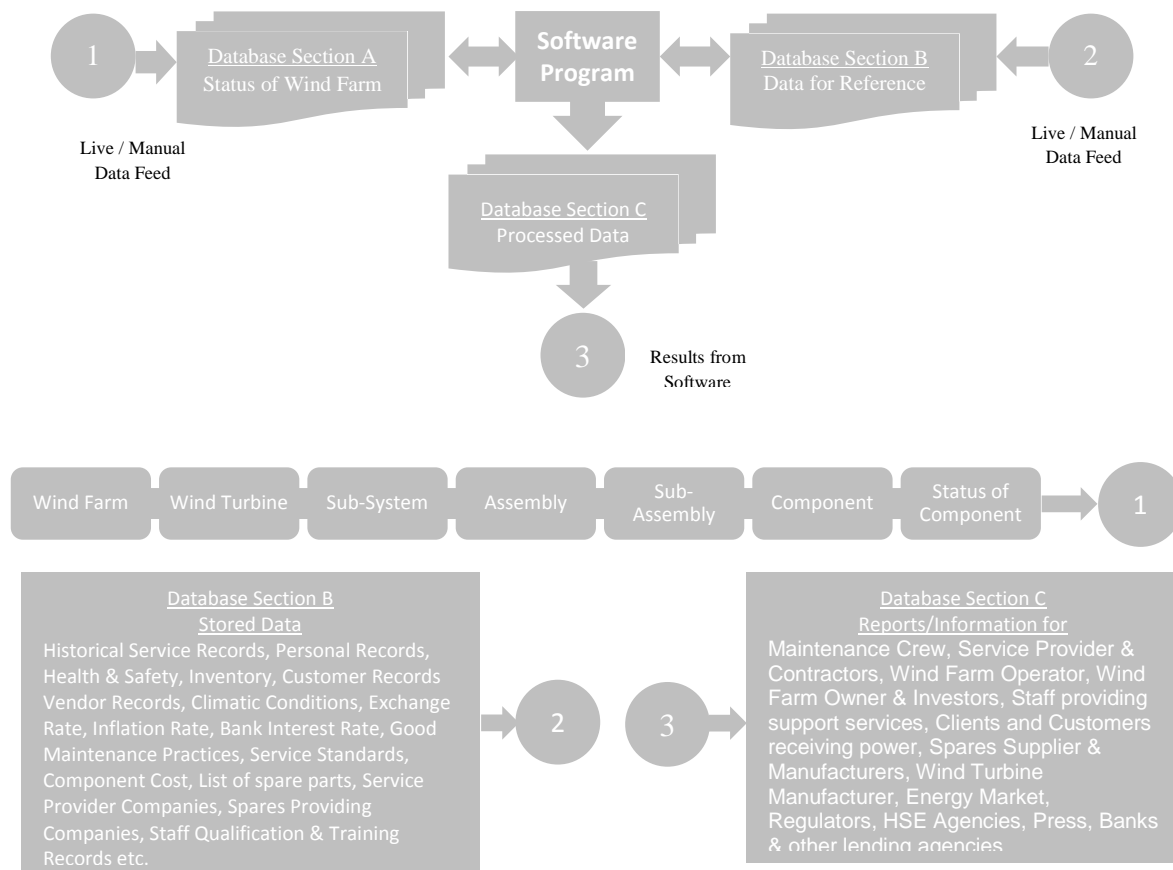 1
Database Section A
Status of Wind Farm
Software
Program
Database Section B
Data for Reference
2
Live / Manual
Data Feed
Live / Manual
Data Feed
Database Section C
Processed Data
3
Results from
Software
Wind Farm
Wind Turbine
Sub-System
Assembly
Sub-
Assembly
Component
Status of
Component
1
Database Section B
Stored Data
Historical Service Records, Personal Records,
Health & Safety, Inventory, Customer Records
Vendor Records, Climatic Conditions, Exchange
Rate, Inflation Rate, Bank Interest Rate, Good
Maintenance Practices, Service Standards,
Component Cost, List of spare parts, Service
Provider Companies, Spares Providing
Companies, Staff Qualification & Training
Records etc.
2
3
Database Section C
Reports/Information for
Maintenance Crew, Service Provider &
Contractors, Wind Farm Operator, Wind
Farm Owner & Investors, Staff providing
support services, Clients and Customers
receiving power, Spares Supplier &
Manufacturers, Wind Turbine
Manufacturer, Energy Market,
Regulators, HSE Agencies, Press, Banks
& other lending agencies